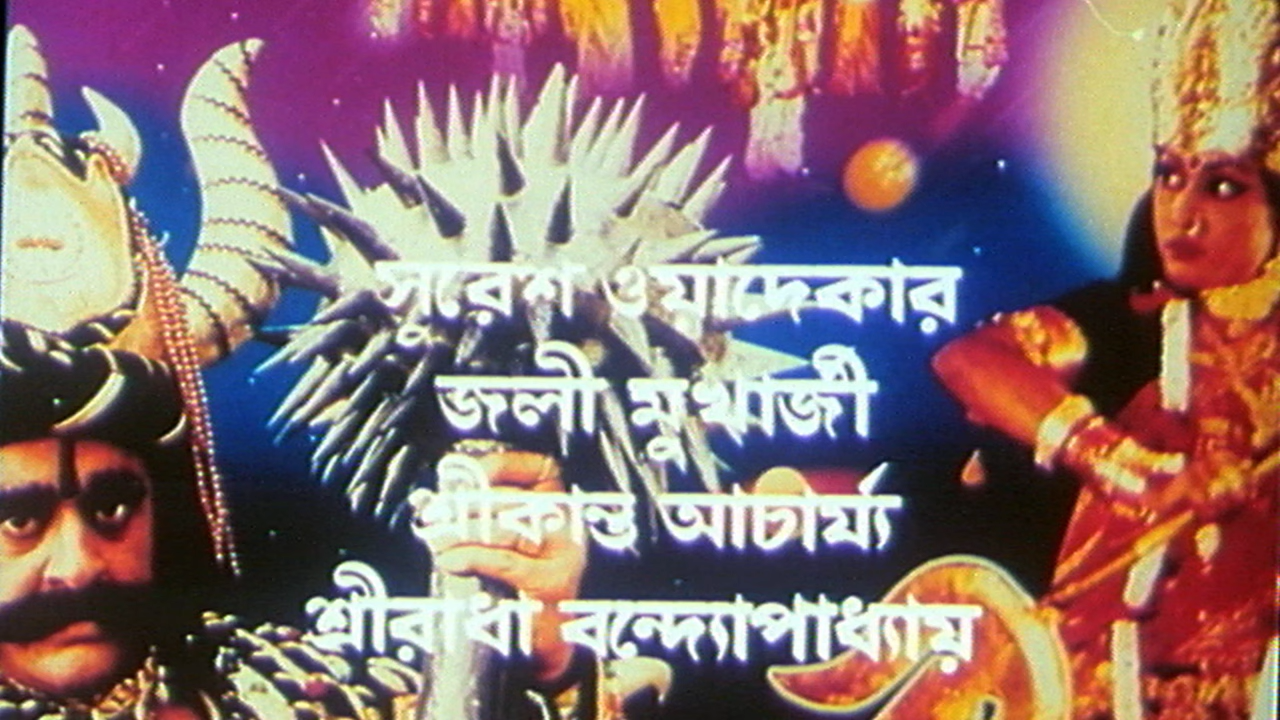 সুরেশ ওয়াদেকার
জলী মুখার্জী
শ্রীকান্ত আচার্য্য
শ্রীরাধা বন্দ্যোপাধ্যায়